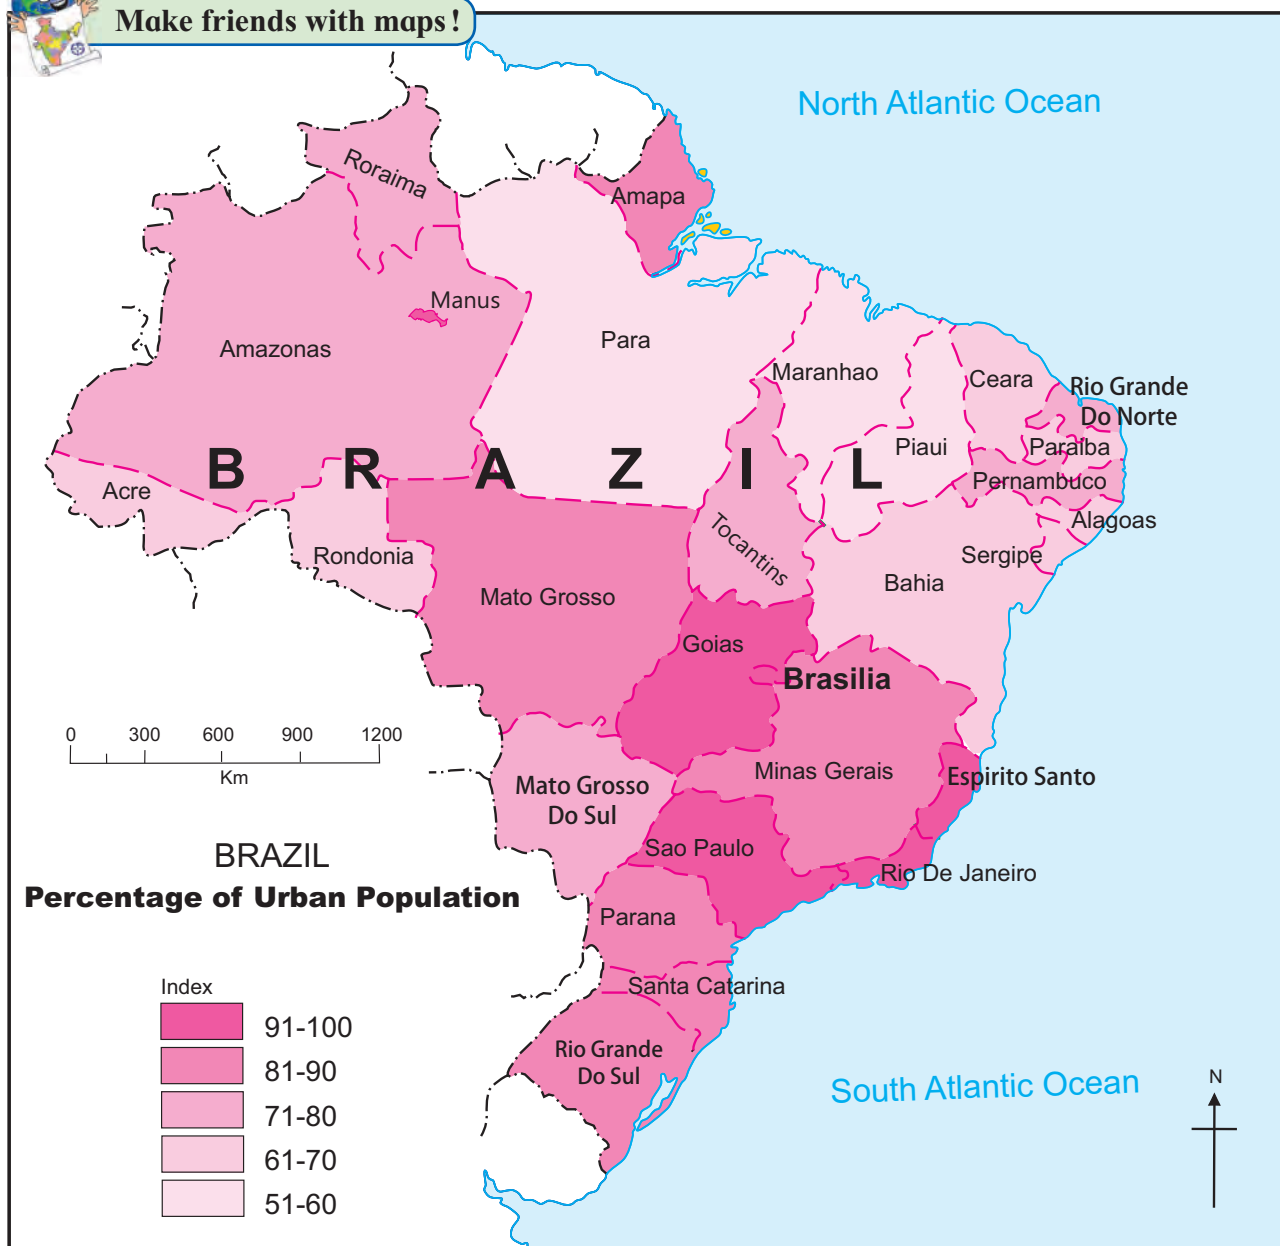 Make friends with maps!
North Atlantic Ocean
Roraima
Amapa
Manus
Amazonas
Para
Maranhao
Ceara
Rio Grande
Do Norte
Piaui
Paraiba
BRAZIL
Acre
Pernambuco
Alagoas
Tocantins
Sergipe
Rondonia
Bahia
Mato Grosso
Goias
Brasilia
0 300 600 900 1200
Km
Minas Gerais
Espirito Santo
Mato Grosso
Do Sul
Sao Paulo
BRAZIL
Percentage of Urban Population
Rio De Janeiro
Parana
Index
Santa Catarina
91-100
81-90
71-80
61-70
51-60
Rio Grande
Do Sul
South Atlantic Ocean
N